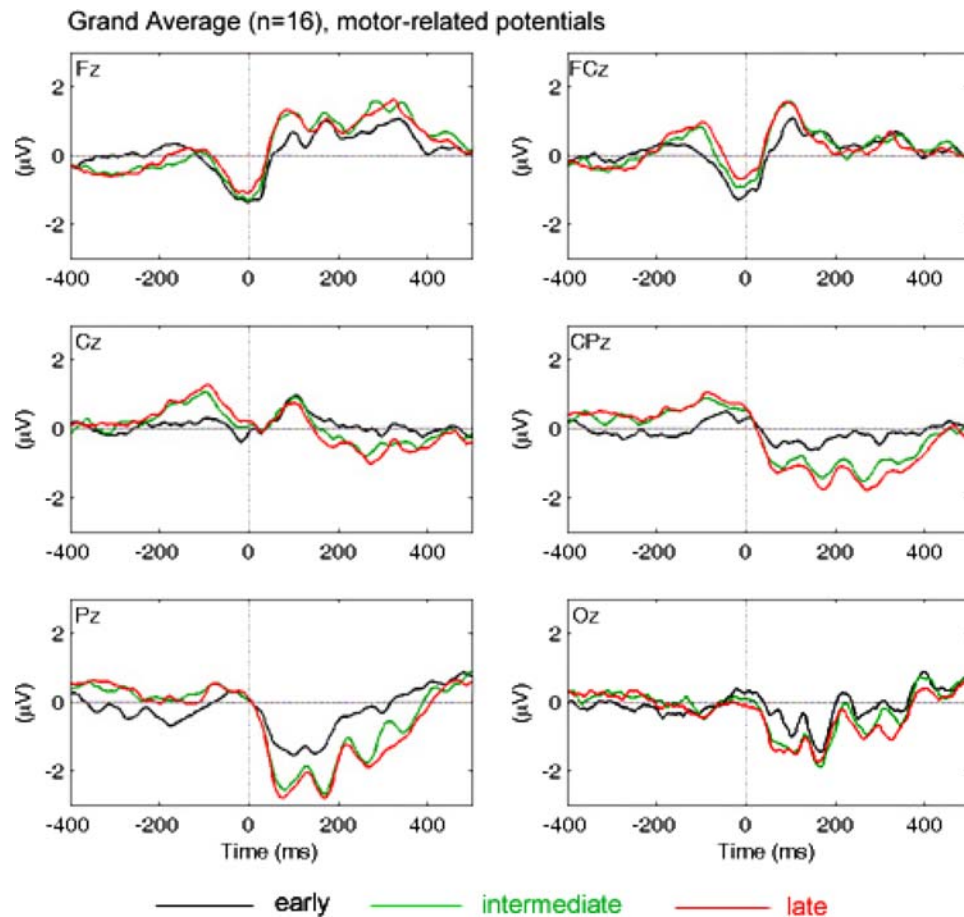 Grand Average (n=16), motor-related potentials
Fz
FCz
2
0
-2
(µV)
-400 -200 0 200 400
2
0
-2
(µV)
-400 -200 0 200 400
Cz
CPz
2
0
-2
(µV)
-400 -200 0 200 400
2
0
-2
(µV)
-400 -200 0 200 400
Pz
Oz
2
0
-2
(µV)
-400 -200 0 200 400
Time (ms)
2
0
-2
(µV)
-400 -200 0 200 400
Time (ms)
early intermediate late